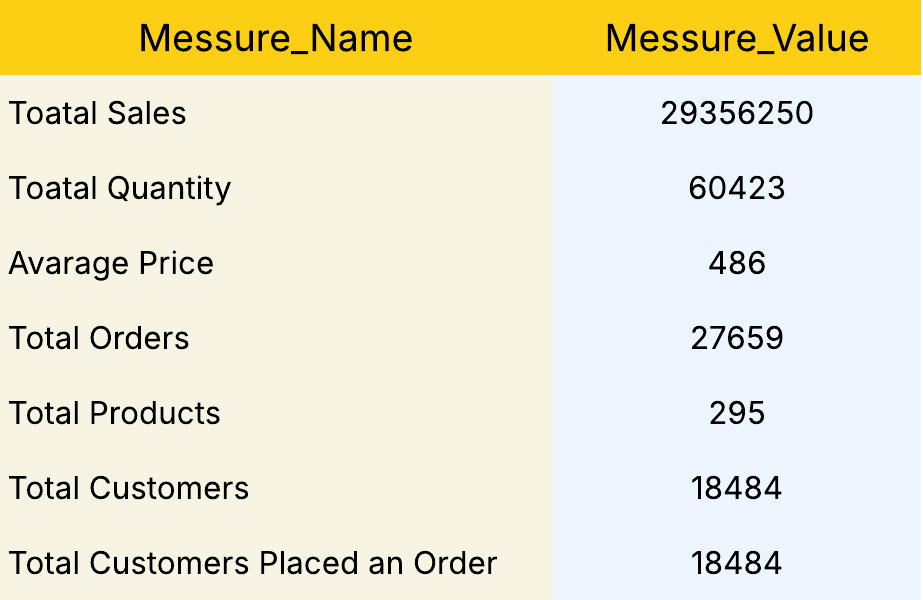 Messure_Name Messure_Value
Toatal Sales 29356250
Toatal Quantity 60423
Avarage Price 486
Total Orders 27659
Total Products 295
Total Customers 18484
Total Customers Placed an Order 18484